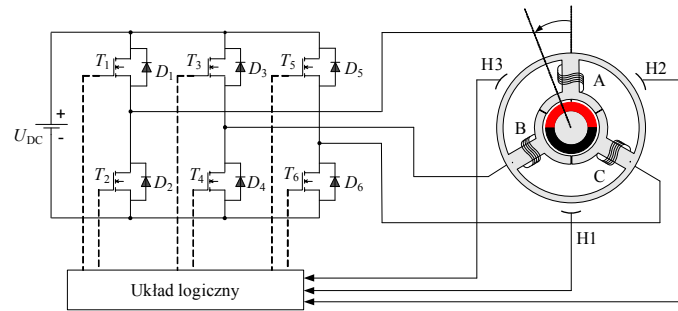 T1 D1 T3 D3 T5 D5
UDC
+
-
T2 D2 T4 D4 T6 D6
Układ logiczny
H3
H2
A
B
C
H1